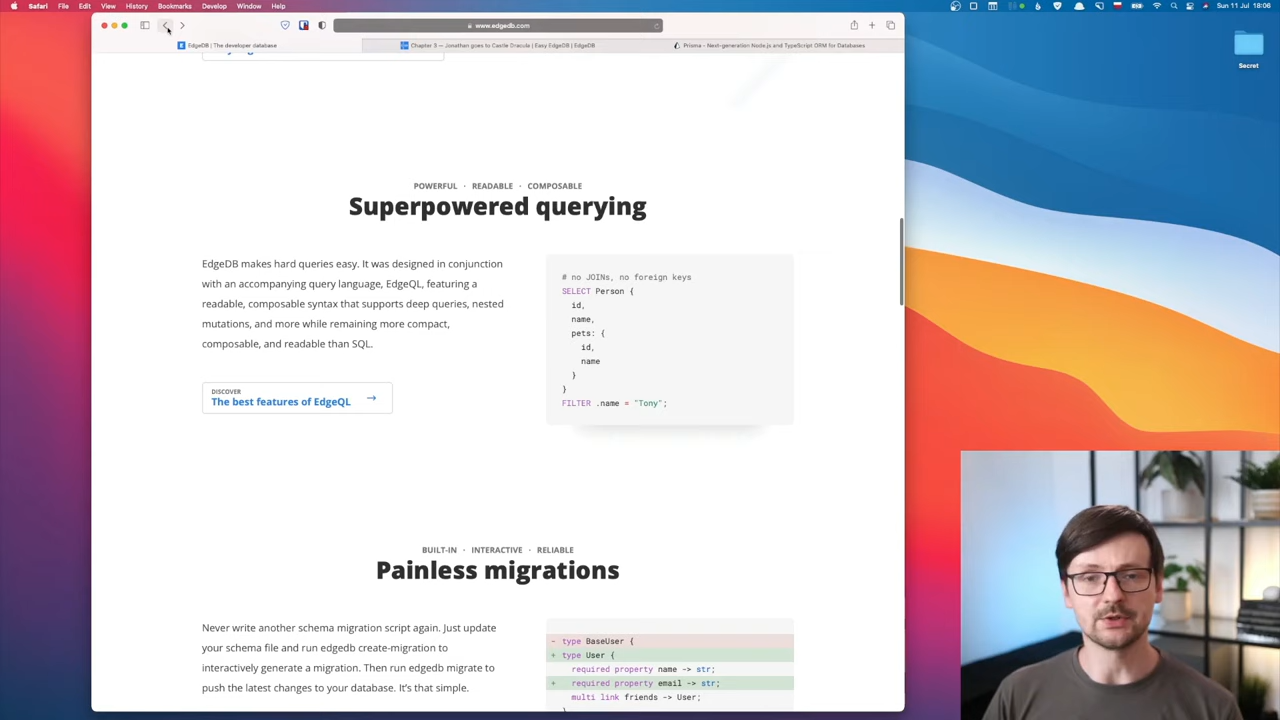 Safari File Edit View History Bookmarks Develop Window Help
Sun 11 Jul 18:06
www.edgedb.com
EdgeDB | The developer database
Chapter 3 — Jonathan goes to Castle Dracula | Easy EdgeDB | EdgeDB
Prisma - Next-generation Node.js and TypeScript ORM for Databases
Secret
POWERFUL · READABLE · COMPOSABLE
Superpowered querying
EdgeDB makes hard queries easy. It was designed in conjunction
with an accompanying query language, EdgeQL, featuring a
readable, composable syntax that supports deep queries, nested
mutations, and more while remaining more compact,
composable, and readable than SQL.
DISCOVER
The best features of EdgeQL →
# no JOINs, no foreign keys
SELECT Person {
id,
name,
pets: {
id,
name
}
}
FILTER .name = "Tony";
BUILT-IN · INTERACTIVE · RELIABLE
Painless migrations
Never write another schema migration script again. Just update
your schema file and run edgedb create-migration to
interactively generate a migration. Then run edgedb migrate to
push the latest changes to your database. It's that simple.
- type BaseUser {
+ type User {
required property name -> str;
+ required property email -> str;
multi link friends -> User;
}